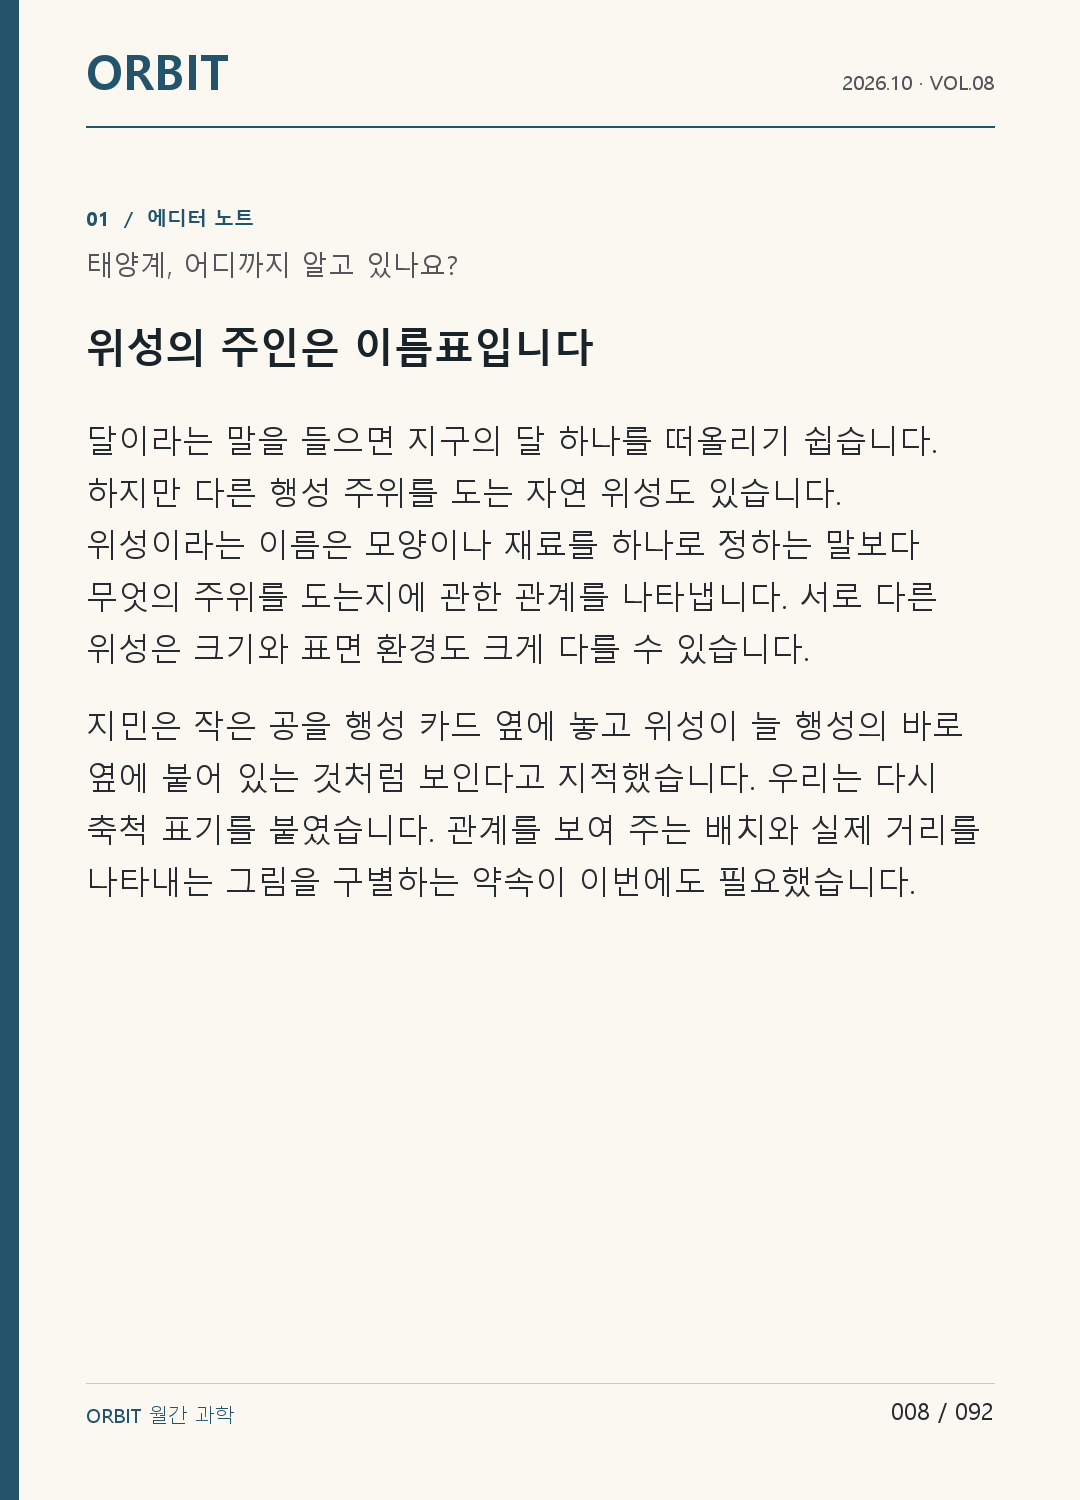 ORBIT
2026.10 · VOL.08
01 / 에디터 노트
태양계, 어디까지 알고 있나요?
위성의 주인은 이름표입니다
달이라는 말을 들으면 지구의 달 하나를 떠올리기 쉽습니다.
하지만 다른 행성 주위를 도는 자연 위성도 있습니다.
위성이라는 이름은 모양이나 재료를 하나로 정하는 말보다
무엇의 주위를 도는지에 관한 관계를 나타냅니다. 서로 다른
위성은 크기와 표면 환경도 크게 다를 수 있습니다.
지민은 작은 공을 행성 카드 옆에 놓고 위성이 늘 행성의 바로
옆에 붙어 있는 것처럼 보인다고 지적했습니다. 우리는 다시
축척 표기를 붙였습니다. 관계를 보여 주는 배치와 실제 거리를
나타내는 그림을 구별하는 약속이 이번에도 필요했습니다.
ORBIT 월간 과학
008 / 092